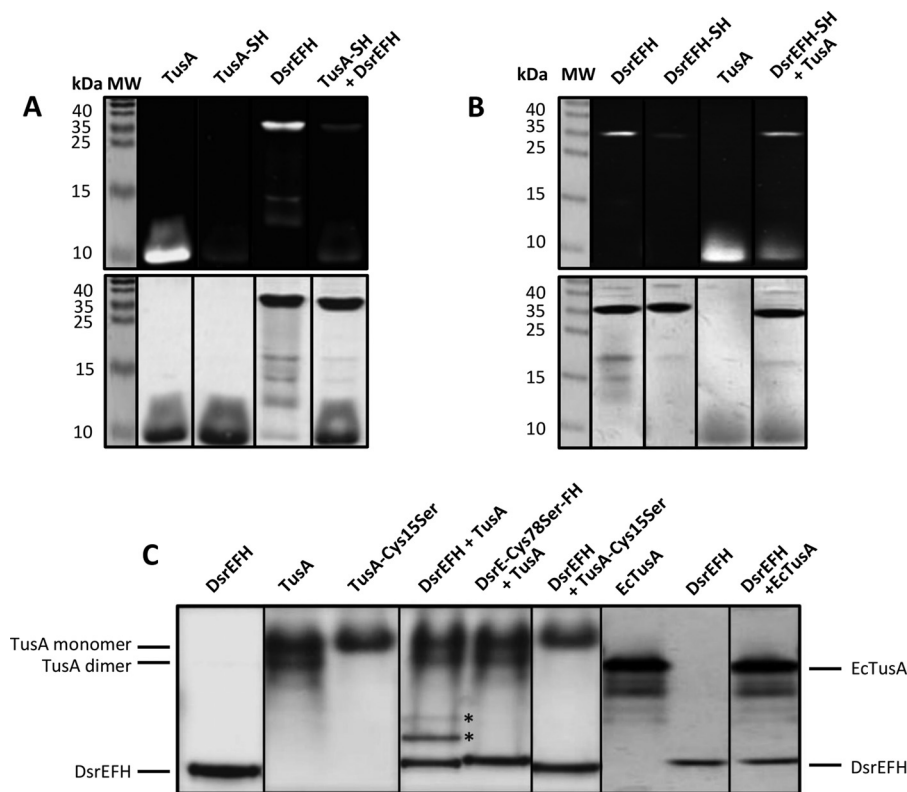 A
kDa MW TusA TusA-SH DsrEFH TusA-SH + DsrEFH
40
35
25
15
10
40
35
25
15
10
B
kDa MW DsrEFH DsrEFH-SH TusA DsrEFH-SH + TusA
40
35
25
15
10
40
35
25
15
10
C
DsrEFH TusA TusA-Cys15Ser DsrEFH + TusA DsrE-Cys78Ser-FH + TusA DsrEFH + TusA-Cys15Ser EcTusA DsrEFH DsrEFH +EcTusA
TusA monomer
TusA dimer
EcTusA
*
*
DsrEFH
DsrEFH